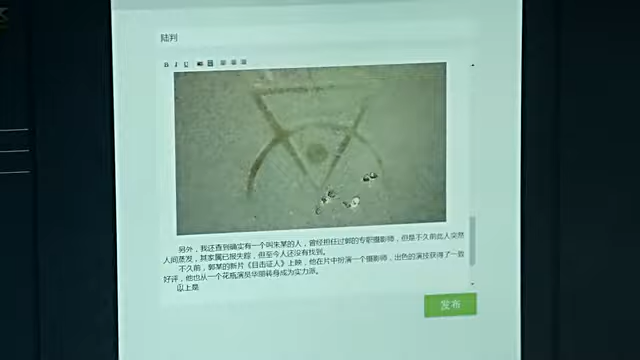 陆判
B I U
另外，我还查到确实有一个叫朱某的人，曾经担任过郭的专职摄影师，但是不久前此人突然
人间蒸发，其家属已报失踪，但至今人还没有找到。
不久前，郭某的新片《目击证人》上映，他在片中扮演一个摄影师，出色的演技获得了一致
好评，他也从一个花瓶演员华丽转身成为实力派。
以上是
发布